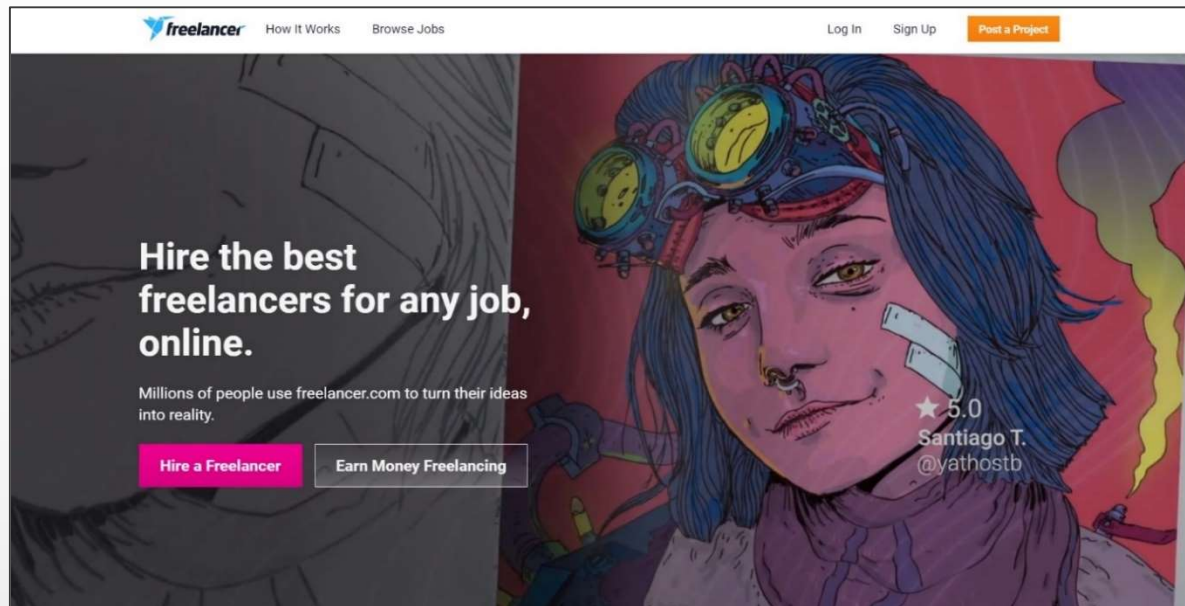 freelancer How It Works Browse Jobs Log In Sign Up Post a Project
Hire the best
freelancers for any job,
online.
Millions of people use freelancer.com to turn their ideas
into reality.
Hire a Freelancer Earn Money Freelancing
★ 5.0
Santiago T.
@yathostb